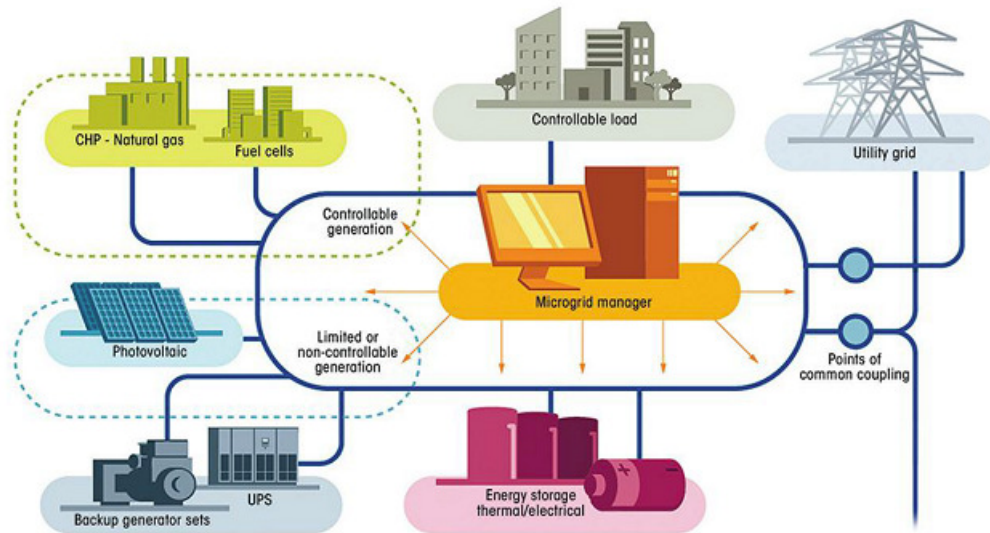 CHP - Natural gas
Fuel cells
Controllable load
Utility grid
Controllable
generation
Microgrid manager
Photovoltaic
Limited or
non-controllable
generation
Points of
common coupling
Backup generator sets
UPS
Energy storage
thermal/electrical
+
-